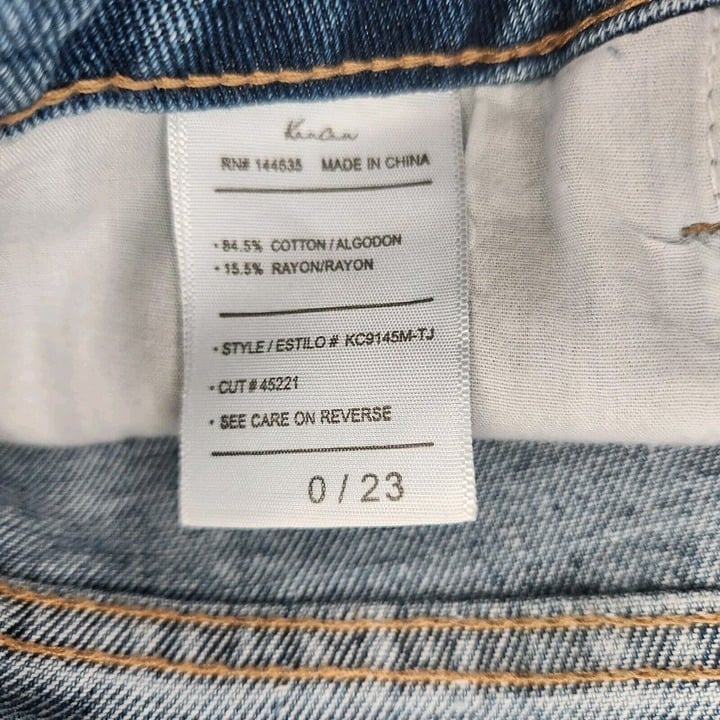 KanCan
RN# 144535 MADE IN CHINA
• 84.5% COTTON / ALGODON
• 15.5% RAYON/RAYON
• STYLE / ESTILO # KC9145M-TJ
• CUT # 45221
• SEE CARE ON REVERSE
0 / 23